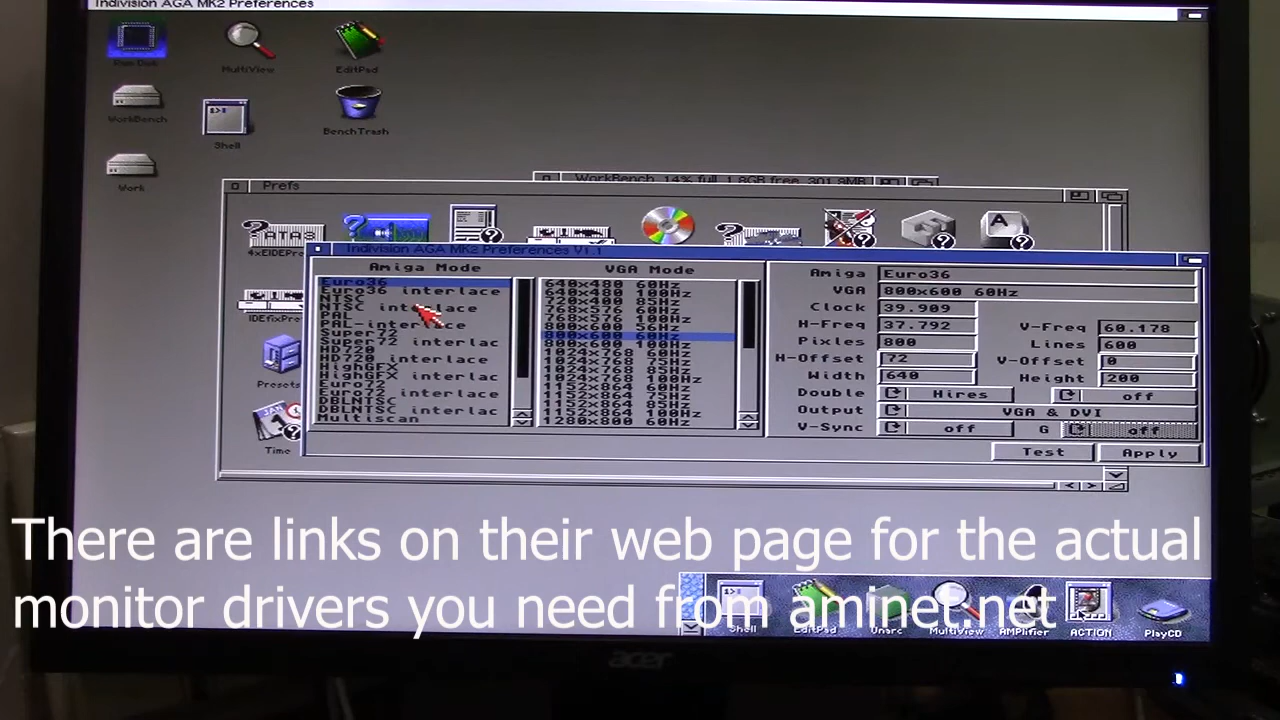 Indivision AGA MK2 Preferences
Ram Disk
MultiView
EditPad
WorkBench
Shell
BenchTrash
Work
WorkBench 14% full, 1.8GB free, 301.8MB
Prefs
4xEIDEPre
IDEfixPre
Presets
Time
Indivision AGA MK2 Preferences V1.1
Amiga Mode
Euro36
Euro36 interlace
NTSC
NTSC interlace
PAL
PAL-interlace
Super72
Super72 interlac
HD720
HD720 interlace
HighGFX
HighGFX interlac
Euro72
Euro72 interlace
DBLNTSC
DBLNTSC interlac
Multiscan
VGA Mode
640x480 60Hz
640x480 100Hz
720x400 85Hz
768x576 60Hz
768x576 100Hz
800x600 56Hz
800x600 60Hz
800x600 100Hz
1024x768 60Hz
1024x768 75Hz
1024x768 85Hz
1024x768 100Hz
1152x864 60Hz
1152x864 75Hz
1152x864 85Hz
1152x864 100Hz
1280x800 60Hz
Amiga Euro36
VGA 800x600 60Hz
Clock 39.909
H-Freq 37.792 V-Freq 60.178
Pixles 800 Lines 600
H-Offset 72 V-Offset 0
Width 640 Height 200
Double Hires off
Output VGA & DVI
V-Sync off G off
Test Apply
There are links on their web page for the actual
monitor drivers you need from aminet.net
Shell EditPad Unarc MultiView AMPlifier ACTION PlayCD
acer